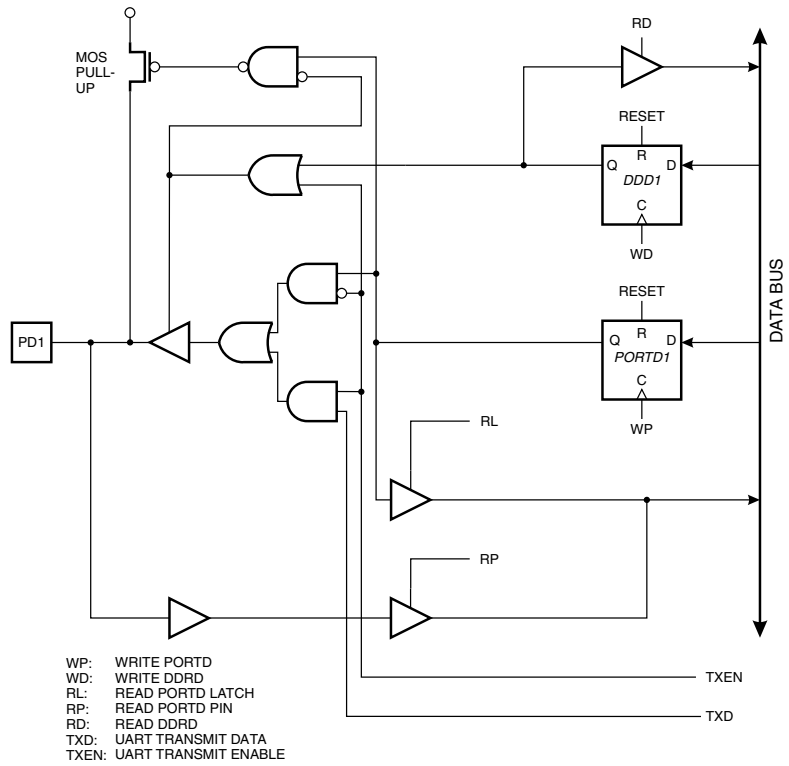 RD
MOS
PULL-
UP
RESET
R
Q
D
DDD1
C
WD
DATA BUS
RESET
R
Q
D
PORTD1
C
WP
PD1
RL
RP
TXEN
TXD
WP: WRITE PORTD
WD: WRITE DDRD
RL: READ PORTD LATCH
RP: READ PORTD PIN
RD: READ DDRD
TXD: UART TRANSMIT DATA
TXEN: UART TRANSMIT ENABLE